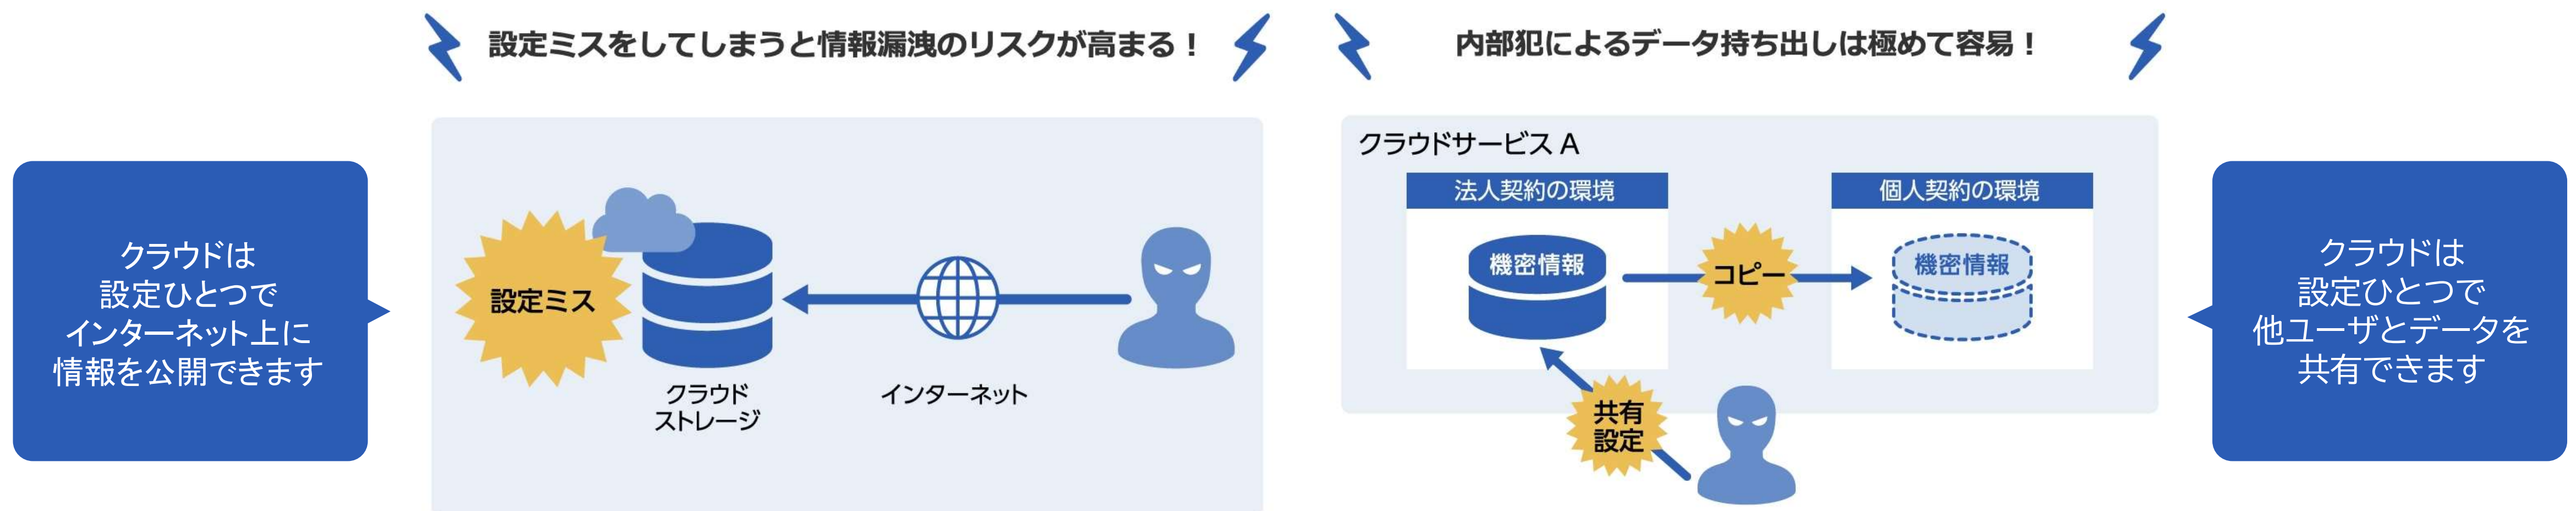 設定ミスをしてしまうと情報漏洩のリスクが高まる！
内部犯によるデータ持ち出しは極めて容易！
クラウドは
設定ひとつで
インターネット上に
情報を公開できます
設定ミス
クラウド
ストレージ
インターネット
クラウドサービス A
法人契約の環境
個人契約の環境
機密情報
コピー
機密情報
共有
設定
クラウドは
設定ひとつで
他ユーザとデータを
共有できます